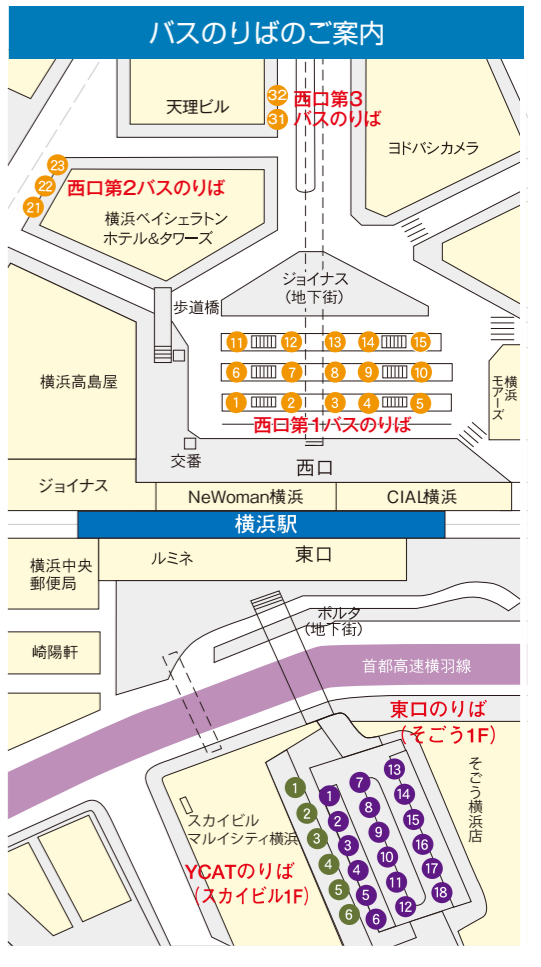 バスのりばのご案内
天理ビル
32
31
西口第3
バスのりば
ヨドバシカメラ
23
22
21
西口第2バスのりば
横浜ベイシェラトン
ホテル&タワーズ
ジョイナス
(地下街)
歩道橋
11 12 13 14 15
6 7 8 9 10
1 2 3 4 5
西口第1バスのりば
横浜高島屋
横浜
モアーズ
交番
西口
ジョイナス
NeWoman横浜
CIAL横浜
横浜駅
横浜中央
郵便局
ルミネ
東口
ポルタ
(地下街)
崎陽軒
首都高速横羽線
東口のりば
(そごう1F)
そごう横浜店
スカイビル
マルイシティ横浜
YCATのりば
(スカイビル1F)
1
2
3
4
5
6
1
2
3
4
5
6
7
8
9
10
11
12
13
14
15
16
17
18